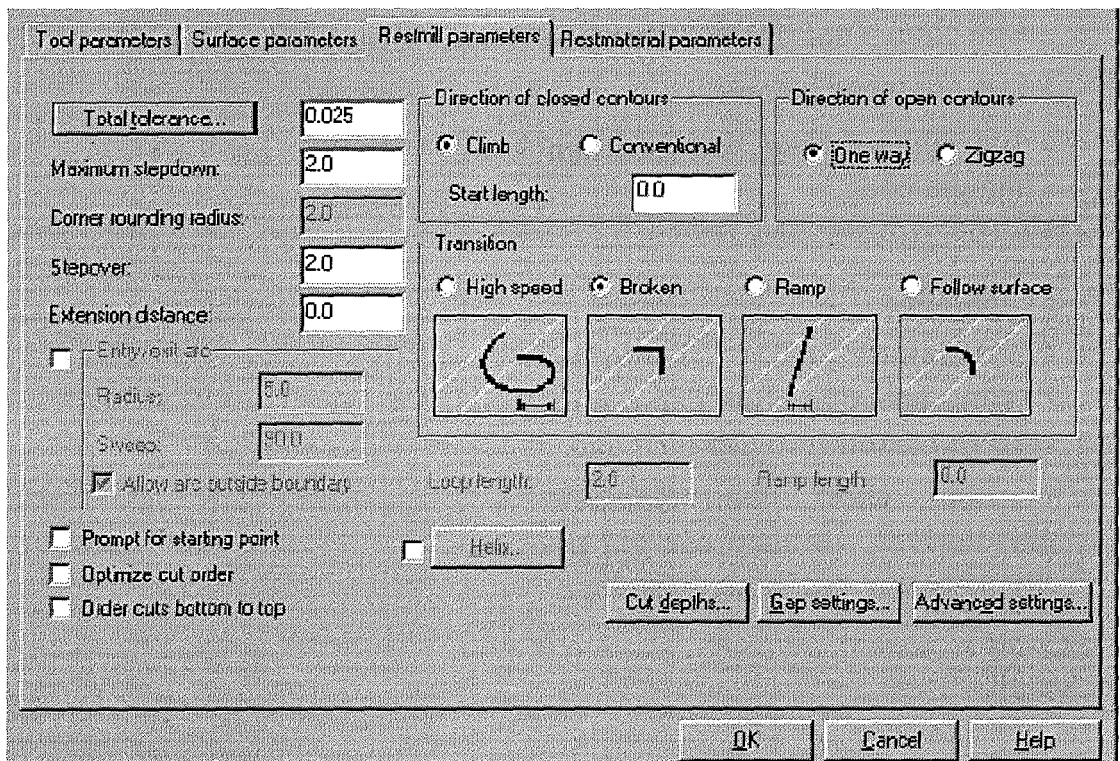 Tool parameters Surface parameters Restmill parameters Restmaterial parameters
Total tolerance... 0.025
Maximum stepdown: 2.0
Corner rounding radius: 2.0
Stepover: 2.0
Extension distance: 0.0
Direction of closed contours
Climb Conventional
Start length: 0.0
Direction of open contours
One way Zigzag
Transition
High speed Broken Ramp Follow surface
Entry/exit arc
Radius: 5.0
Sweep: 90.0
Allow arc outside boundary
Loop length: 2.0 Ramp length: 0.0
Prompt for starting point
Optimize cut order
Order cuts bottom to top
Helix...
Cut depths... Gap settings... Advanced settings...
OK Cancel Help